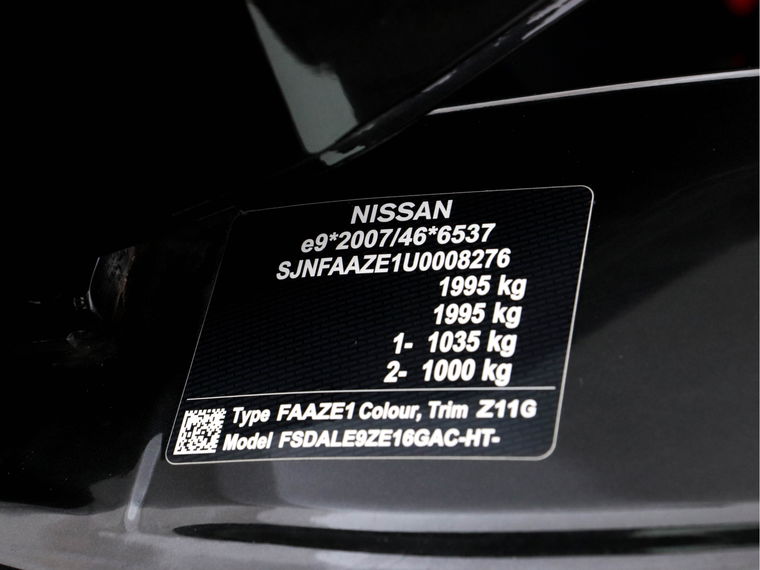 NISSAN
e9*2007/46*6537
SJNFAAZE1U0008276
1995 kg
1995 kg
1- 1035 kg
2- 1000 kg
Type FAAZE1 Colour, Trim Z11G
Model FSDALE9ZE16GAC-HT-